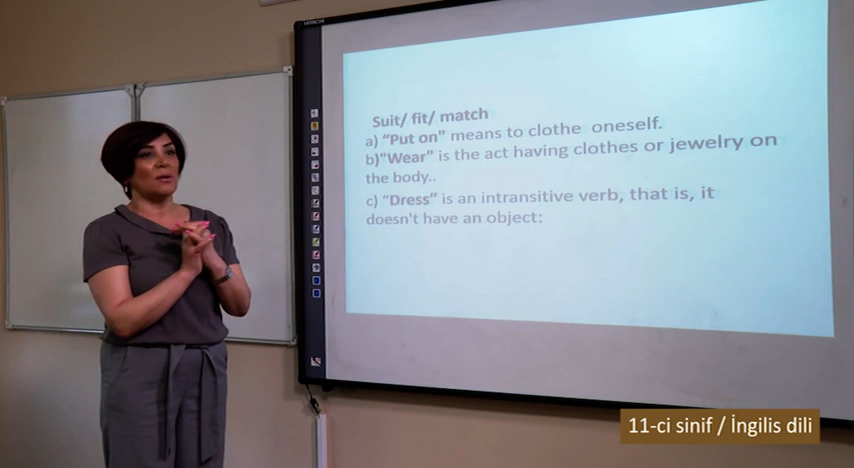 HITACHI
Suit/ fit/ match
a) “Put on" means to clothe oneself.
b)"Wear" is the act having clothes or jewelry on
the body..
c) “Dress” is an intransitive verb, that is, it
doesn't have an object:
11-ci sinif / İngilis dili